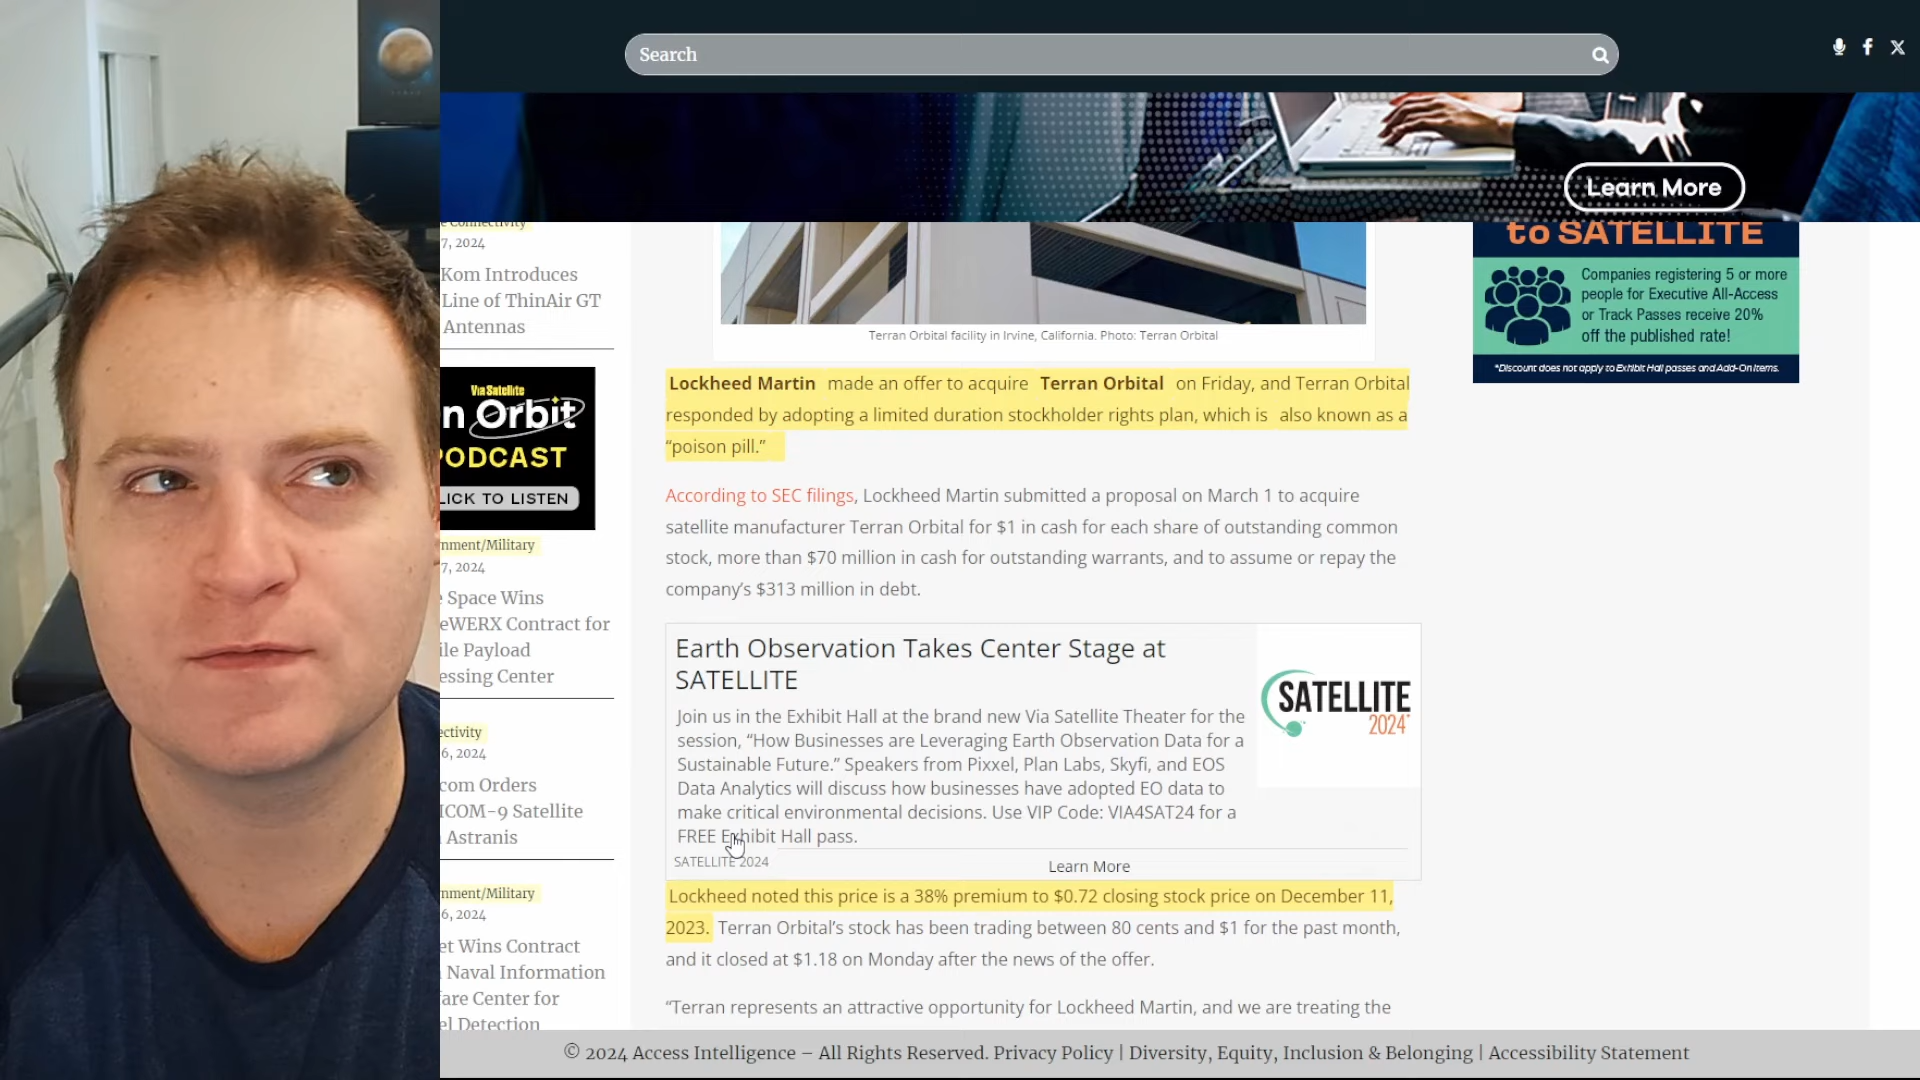 Search
Learn More
e Connectivity
7, 2024
Kom Introduces
Line of ThinAir GT
Antennas
Via Satellite
n Orbit
PODCAST
LICK TO LISTEN
nment/Military
7, 2024
e Space Wins
eWERX Contract for
ile Payload
essing Center
ectivity
6, 2024
com Orders
ICOM-9 Satellite
Astranis
nment/Military
6, 2024
et Wins Contract
Naval Information
fare Center for
el Detection
Terran Orbital facility in Irvine, California. Photo: Terran Orbital
Lockheed Martin made an offer to acquire Terran Orbital on Friday, and Terran Orbital
responded by adopting a limited duration stockholder rights plan, which is also known as a
“poison pill.”
According to SEC filings, Lockheed Martin submitted a proposal on March 1 to acquire
satellite manufacturer Terran Orbital for $1 in cash for each share of outstanding common
stock, more than $70 million in cash for outstanding warrants, and to assume or repay the
company’s $313 million in debt.
Earth Observation Takes Center Stage at
SATELLITE
Join us in the Exhibit Hall at the brand new Via Satellite Theater for the
session, “How Businesses are Leveraging Earth Observation Data for a
Sustainable Future.” Speakers from Pixxel, Plan Labs, Skyfi, and EOS
Data Analytics will discuss how businesses have adopted EO data to
make critical environmental decisions. Use VIP Code: VIA4SAT24 for a
FREE Exhibit Hall pass.
SATELLITE 2024
Learn More
SATELLITE
2024
Lockheed noted this price is a 38% premium to $0.72 closing stock price on December 11,
2023. Terran Orbital’s stock has been trading between 80 cents and $1 for the past month,
and it closed at $1.18 on Monday after the news of the offer.
“Terran represents an attractive opportunity for Lockheed Martin, and we are treating the
to SATELLITE
Companies registering 5 or more
people for Executive All-Access
or Track Passes receive 20%
off the published rate!
*Discount does not apply to Exhibit Hall passes and Add-On Items.
© 2024 Access Intelligence – All Rights Reserved. Privacy Policy | Diversity, Equity, Inclusion & Belonging | Accessibility Statement